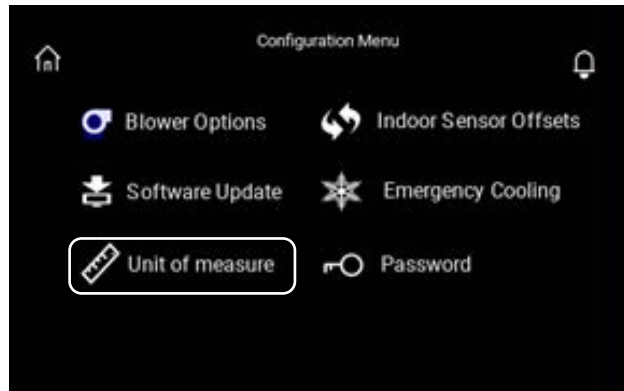 Configuration Menu
Blower Options
Indoor Sensor Offsets
Software Update
Emergency Cooling
Unit of measure
Password